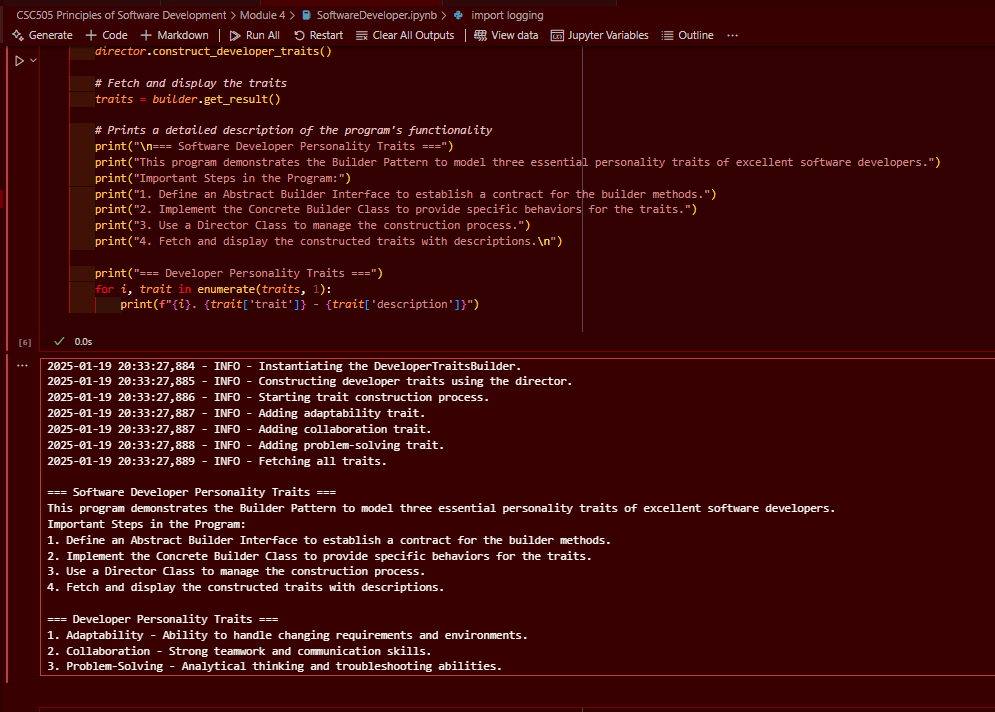 CSC505 Principles of Software Development > Module 4 > SoftwareDeveloper.ipynb > import logging
Generate + Code + Markdown | Run All Restart Clear All Outputs | View data Jupyter Variables Outline ...
director.construct_developer_traits()
# Fetch and display the traits
traits = builder.get_result()
# Prints a detailed description of the program's functionality
print("\n=== Software Developer Personality Traits ===")
print("This program demonstrates the Builder Pattern to model three essential personality traits of excellent software developers.")
print("Important Steps in the Program:")
print("1. Define an Abstract Builder Interface to establish a contract for the builder methods.")
print("2. Implement the Concrete Builder Class to provide specific behaviors for the traits.")
print("3. Use a Director Class to manage the construction process.")
print("4. Fetch and display the constructed traits with descriptions.\n")
print("=== Developer Personality Traits ===")
for i, trait in enumerate(traits, 1):
print(f"{i}. {trait['trait']} - {trait['description']}")
[6] ✓ 0.0s
...
2025-01-19 20:33:27,884 - INFO - Instantiating the DeveloperTraitsBuilder.
2025-01-19 20:33:27,885 - INFO - Constructing developer traits using the director.
2025-01-19 20:33:27,886 - INFO - Starting trait construction process.
2025-01-19 20:33:27,887 - INFO - Adding adaptability trait.
2025-01-19 20:33:27,887 - INFO - Adding collaboration trait.
2025-01-19 20:33:27,888 - INFO - Adding problem-solving trait.
2025-01-19 20:33:27,889 - INFO - Fetching all traits.
=== Software Developer Personality Traits ===
This program demonstrates the Builder Pattern to model three essential personality traits of excellent software developers.
Important Steps in the Program:
1. Define an Abstract Builder Interface to establish a contract for the builder methods.
2. Implement the Concrete Builder Class to provide specific behaviors for the traits.
3. Use a Director Class to manage the construction process.
4. Fetch and display the constructed traits with descriptions.
=== Developer Personality Traits ===
1. Adaptability - Ability to handle changing requirements and environments.
2. Collaboration - Strong teamwork and communication skills.
3. Problem-Solving - Analytical thinking and troubleshooting abilities.